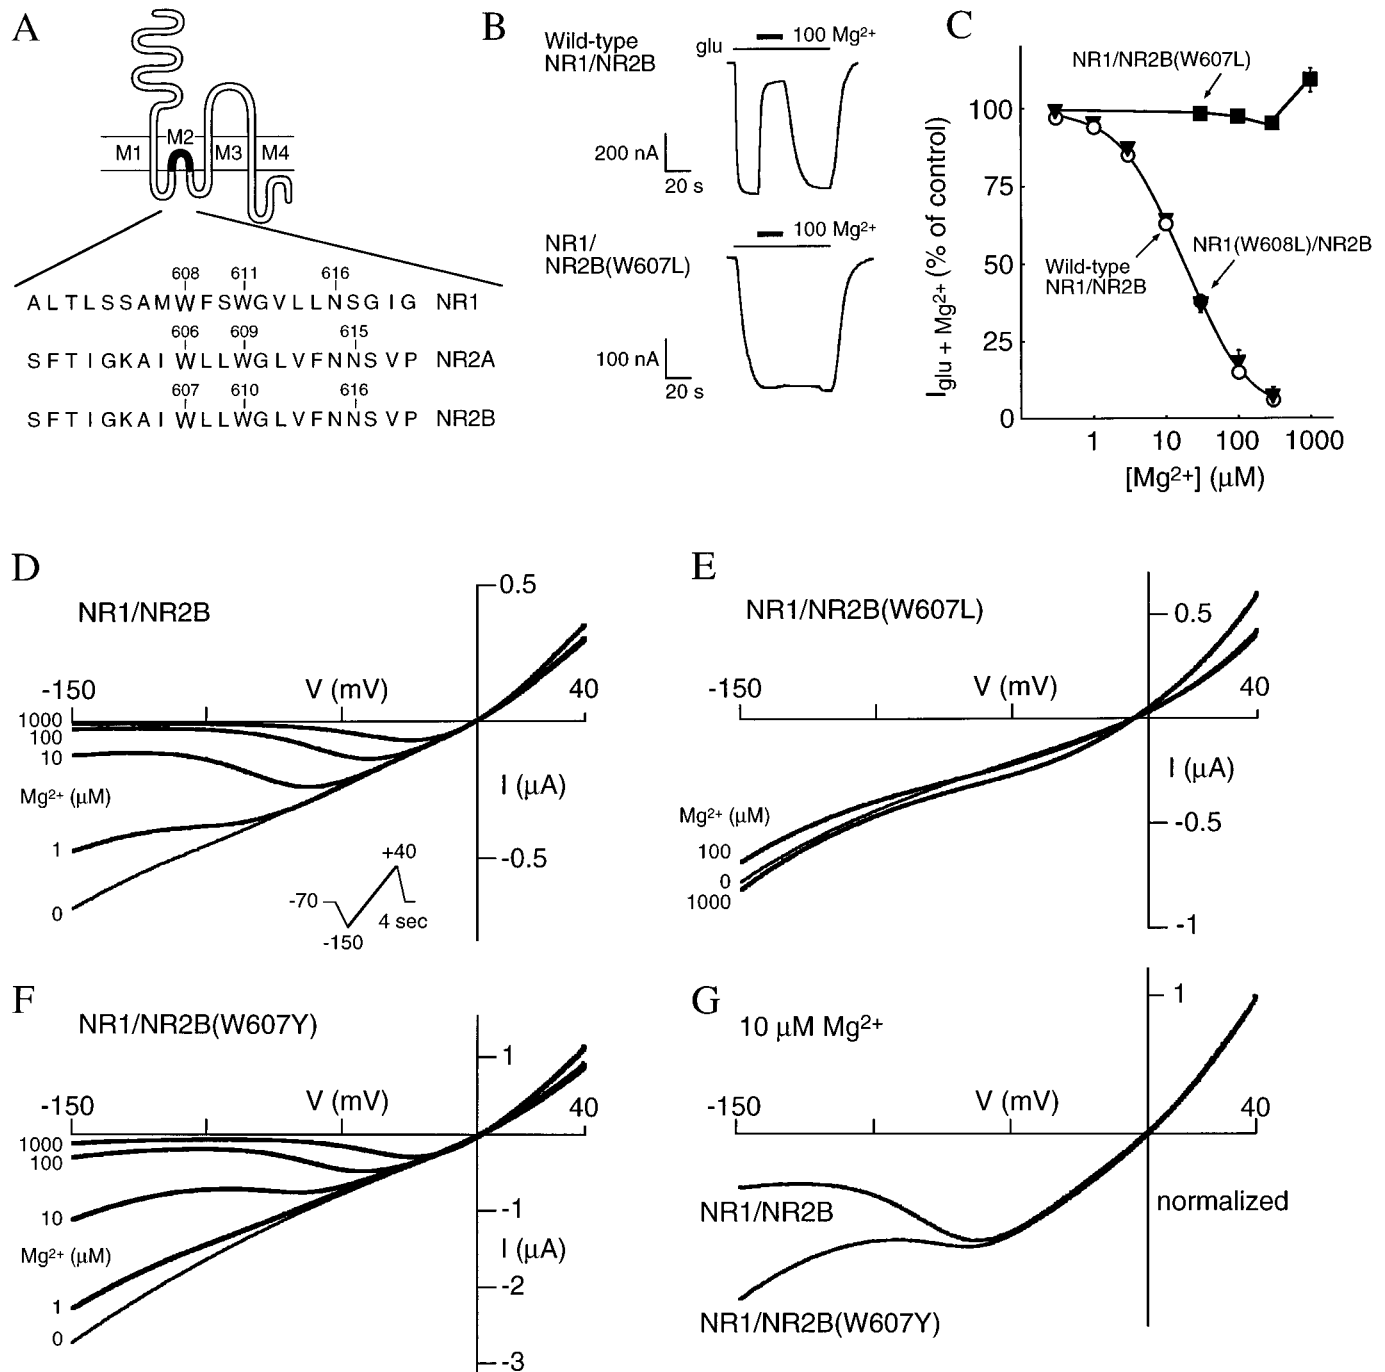 A
M1
M2
M3
M4
608 611 616
A L T L S S A M W F S W G V L L N S G I G NR1
606 609 615
S F T I G K A I W L L W G L V F N N S V P NR2A
607 610 616
S F T I G K A I W L L W G L V F N N S V P NR2B
B
Wild-type
NR1/NR2B
glu
100 Mg2+
200 nA
20 s
NR1/
NR2B(W607L)
100 Mg2+
100 nA
20 s
C
NR1/NR2B(W607L)
NR1(W608L)/NR2B
Wild-type
NR1/NR2B
Iglu + Mg2+ (% of control)
100
75
50
25
0
1 10 100 1000
[Mg2+] (μM)
D
NR1/NR2B
0.5
-150 V (mV) 40
1000
100
10
Mg2+ (μM)
1
0
I (μA)
-0.5
+40
-70
4 sec
-150
E
NR1/NR2B(W607L)
0.5
-150 V (mV) 40
I (μA)
Mg2+ (μM)
-0.5
100
0
1000
-1
F
NR1/NR2B(W607Y)
1
-150 V (mV) 40
1000
100
10
-1
Mg2+ (μM)
I (μA)
-2
1
0
-3
G
10 μM Mg2+
1
-150 V (mV) 40
NR1/NR2B
normalized
NR1/NR2B(W607Y)